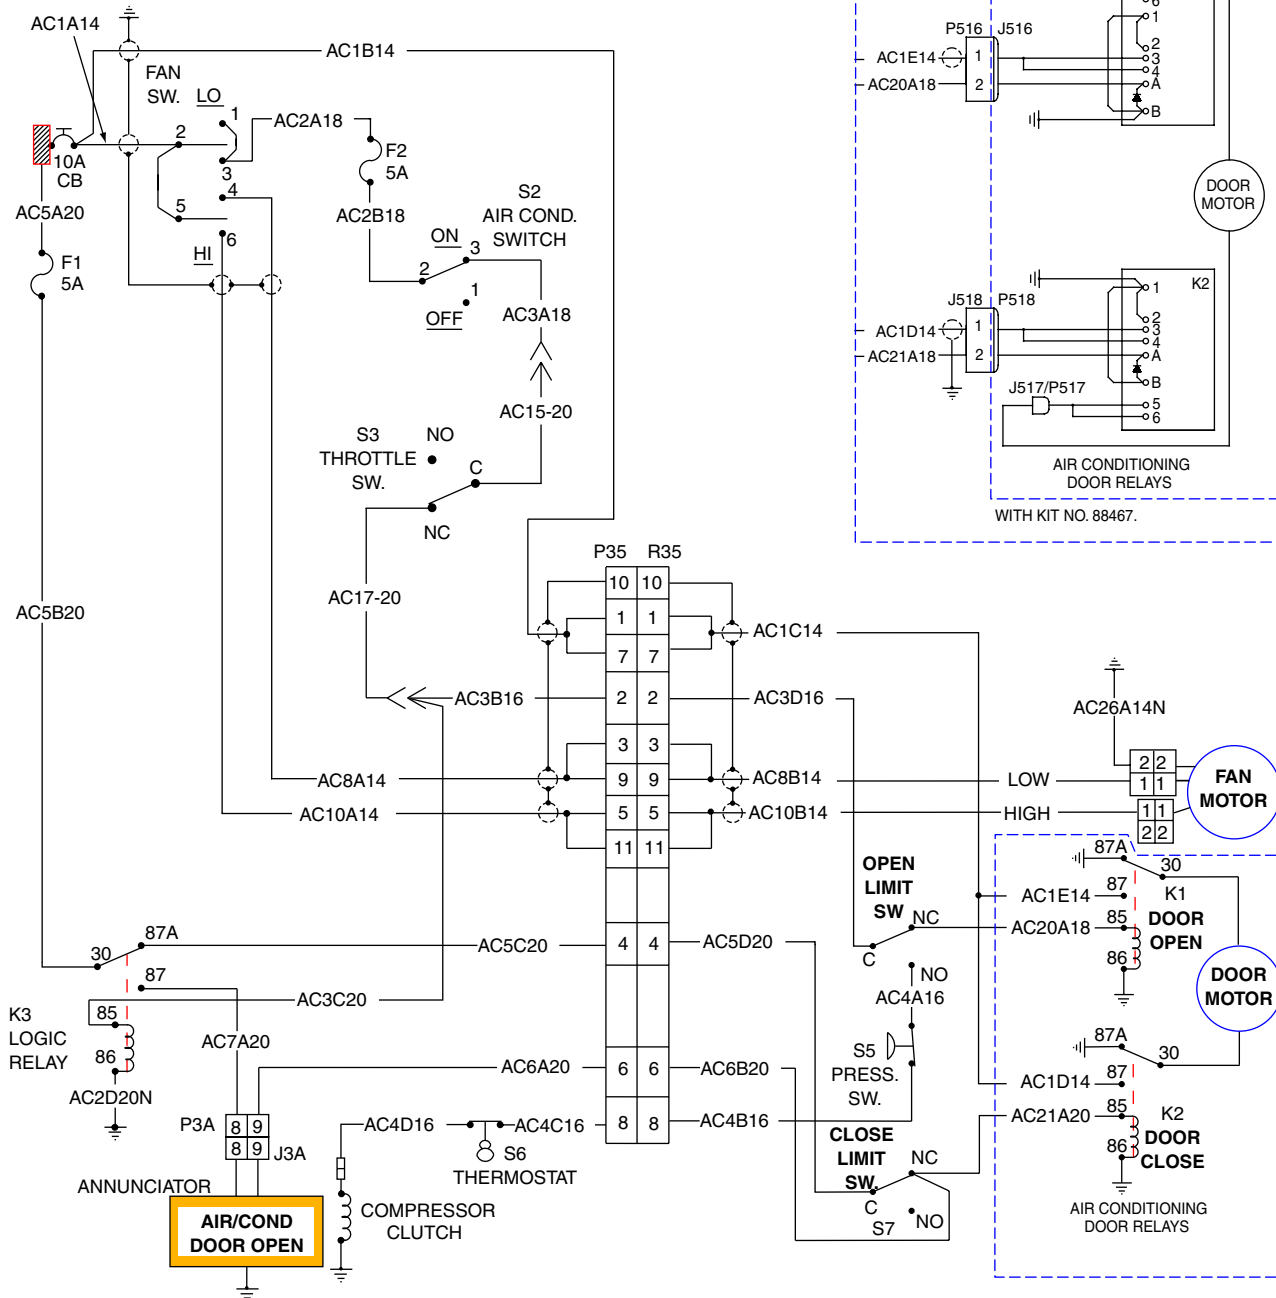 AC1A14
AC1B14
FAN
SW.
LO
1
2
3
4
5
6
HI
10A
CB
AC5A20
F1
5A
AC2A18
F2
5A
AC2B18
S2
AIR COND.
SWITCH
ON
3
2
1
OFF
AC3A18
AC15-20
S3
THROTTLE
SW.
NO
C
NC
AC17-20
AC5B20
P35 R35
10 10
1 1
7 7
2 2
3 3
9 9
5 5
11 11
4 4
6 6
8 8
AC3B16
AC8A14
AC10A14
AC1C14
AC3D16
AC8B14
AC10B14
LOW
HIGH
AC26A14N
2 2
1 1
1 1
2 2
FAN
MOTOR
P516 J516
AC1E14
1
AC20A18
2
6
1
2
3
4
A
B
DOOR
MOTOR
J518 P518
AC1D14
1
AC21A18
2
K2
1
2
3
4
A
B
5
6
J517/P517
AIR CONDITIONING
DOOR RELAYS
WITH KIT NO. 88467.
OPEN
LIMIT
SW
NC
C
NO
AC4A16
S5
PRESS.
SW.
CLOSE
LIMIT
SW.
NC
C
S7
NO
87A
30
87
K1
AC1E14
AC20A18
85
DOOR
OPEN
86
DOOR
MOTOR
87A
30
87
AC1D14
AC21A20
85
K2
DOOR
CLOSE
86
AIR CONDITIONING
DOOR RELAYS
AC5C20
AC5D20
30
87A
87
AC3C20
K3
LOGIC
RELAY
85
86
AC7A20
AC2D20N
AC6A20
AC6B20
P3A
8 9
8 9
J3A
AC4D16
AC4C16
AC4B16
S6
THERMOSTAT
ANNUNCIATOR
AIR/COND
DOOR OPEN
COMPRESSOR
CLUTCH